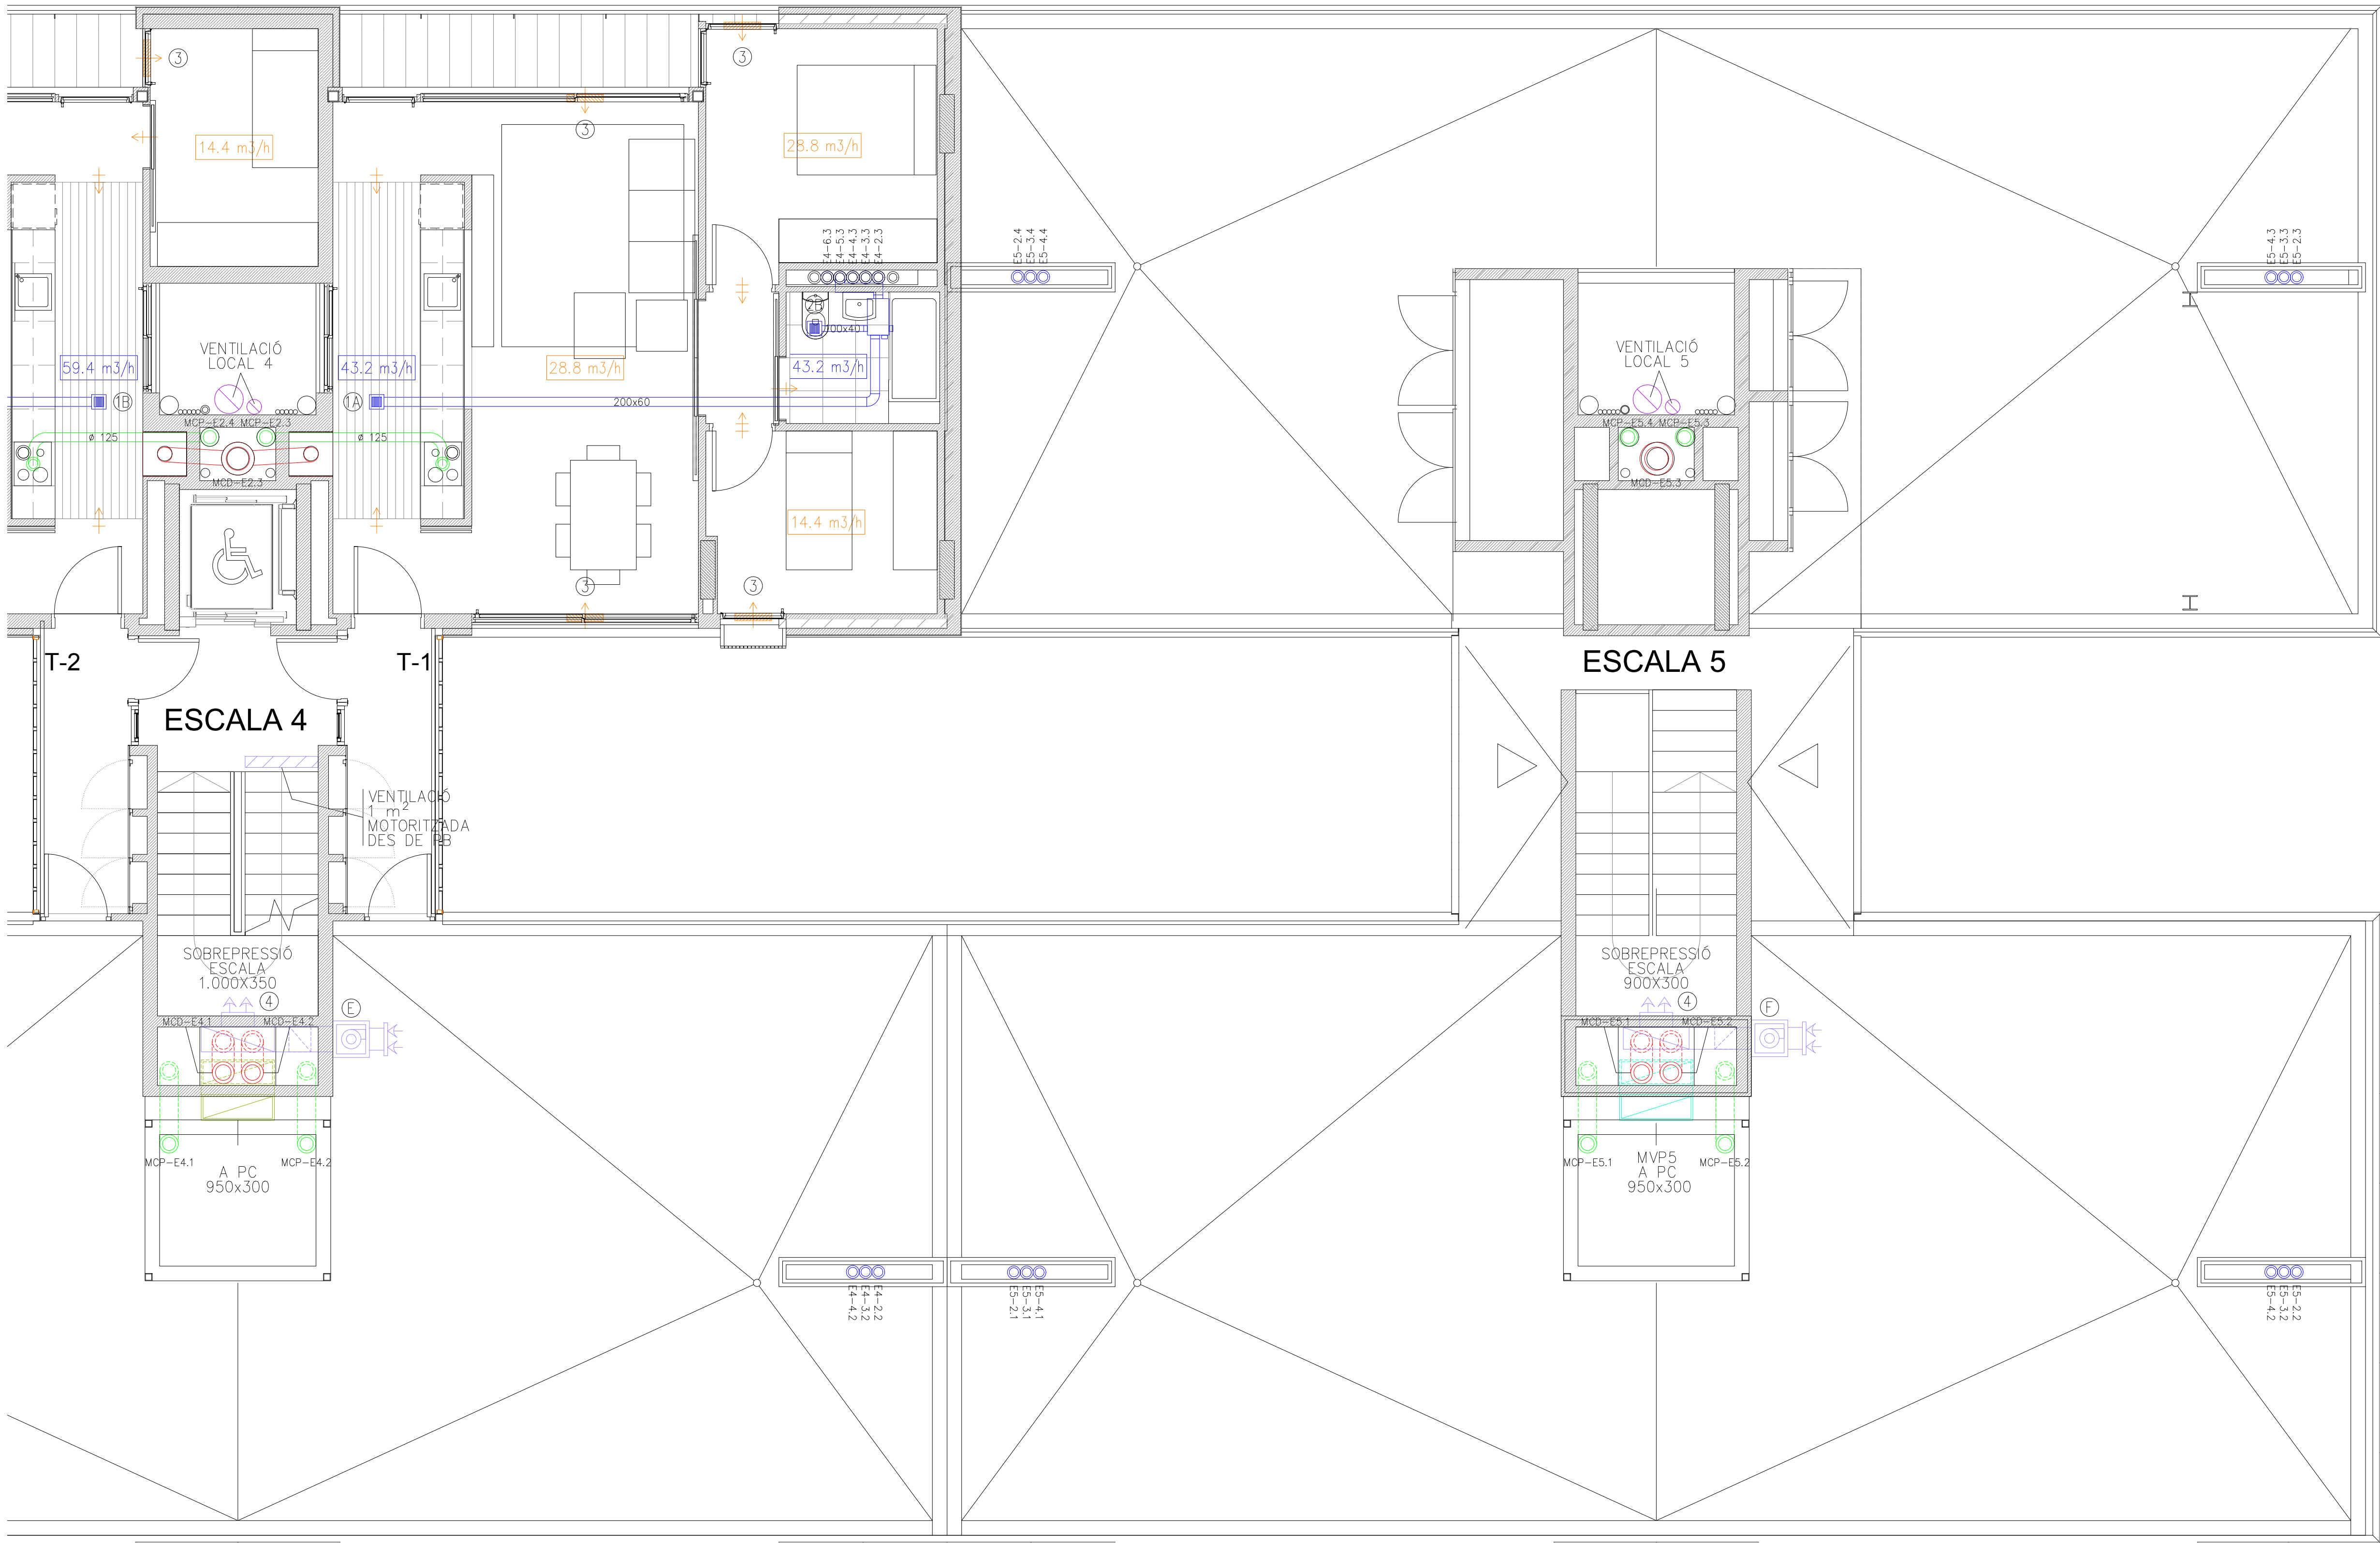 3
3
14.4 m3/h
3
28.8 m3/h
E4-6.3
E4-5.3
E4-4.3
E4-3.3
E4-2.3
E5-2.4
E5-3.4
E5-4.4
E5-4.3
E5-3.3
E5-2.3
2B
100x40
VENTILACIÓ
LOCAL 4
VENTILACIÓ
LOCAL 5
59.4 m3/h
43.2 m3/h
28.8 m3/h
43.2 m3/h
1B
1A
200x60
MCP-E2.4
MCP-E2.3
MCP-E5.4
MCP-E5.3
ø 125
ø 125
MCD-E2.3
MCD-E5.3
14.4 m3/h
3
3
T-2
T-1
ESCALA 4
ESCALA 5
VENTILACIÓ
1 m²
MOTORITZADA
DES DE PB
SOBREPRESSIÓ
ESCALA
1.000X350
SOBREPRESSIÓ
ESCALA
900X300
4
E
4
F
MCD-E4.1
MCD-E4.2
MCD-E5.1
MCD-E5.2
MCP-E4.1
MCP-E4.2
A PC
950x300
MCP-E5.1
MCP-E5.2
MVP5
A PC
950x300
E4-4.2
E4-3.2
E4-2.2
E5-2.1
E5-3.1
E5-4.1
E5-4.2
E5-3.2
E5-2.2